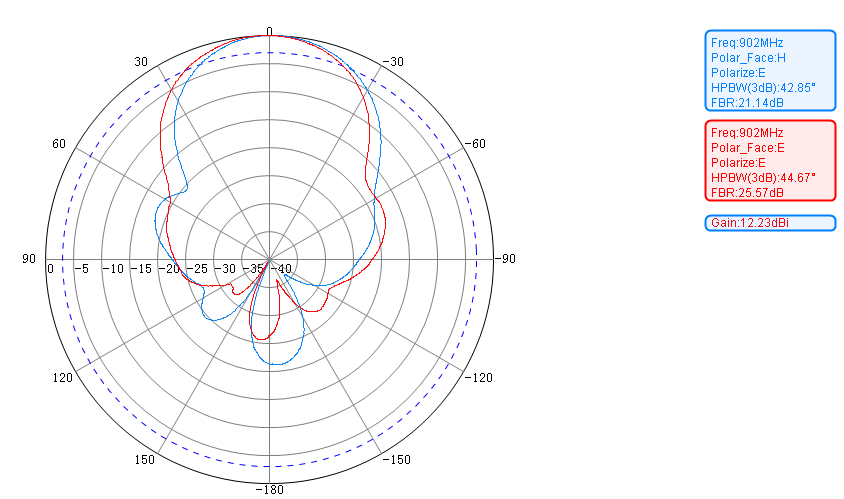 0
30
−30
60
−60
90
0 −5 −10 −15 −20 −25 −30 −35 −40
−90
120
−120
150
−150
−180
Freq:902MHz
Polar_Face:H
Polarize:E
HPBW(3dB):42.85°
FBR:21.14dB
Freq:902MHz
Polar_Face:E
Polarize:E
HPBW(3dB):44.67°
FBR:25.57dB
Gain:12.23dBi